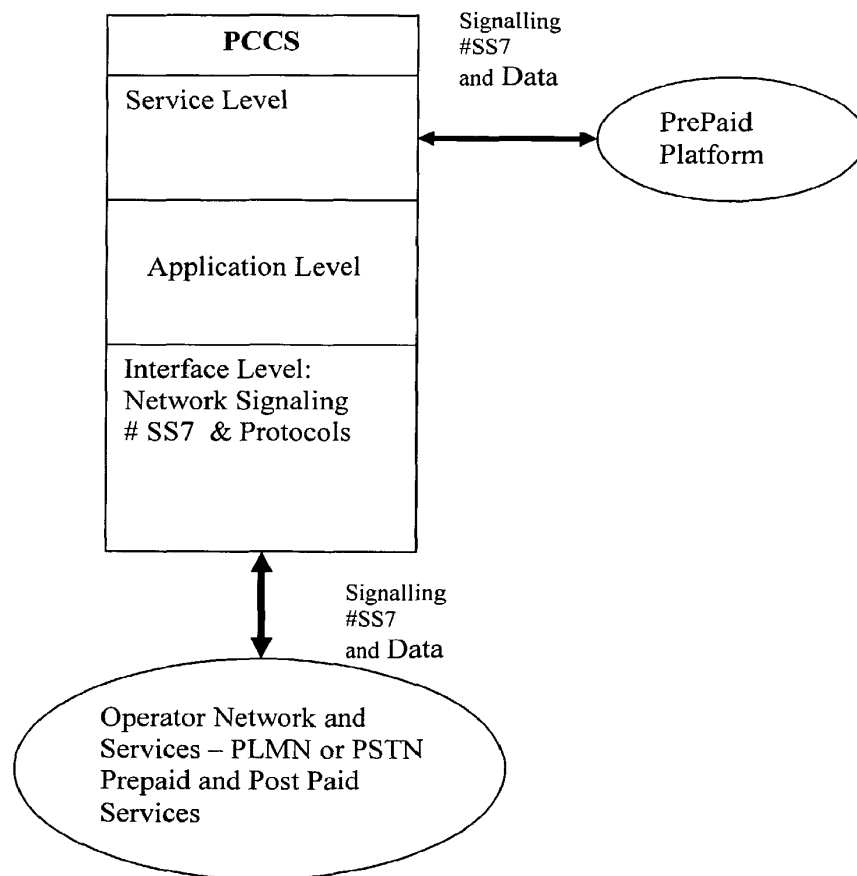 PCCS
Service Level
Application Level
Interface Level:
Network Signaling
# SS7 & Protocols
Signalling
#SS7
and Data
PrePaid
Platform
Signalling
#SS7
and Data
Operator Network and
Services – PLMN or PSTN
Prepaid and Post Paid
Services